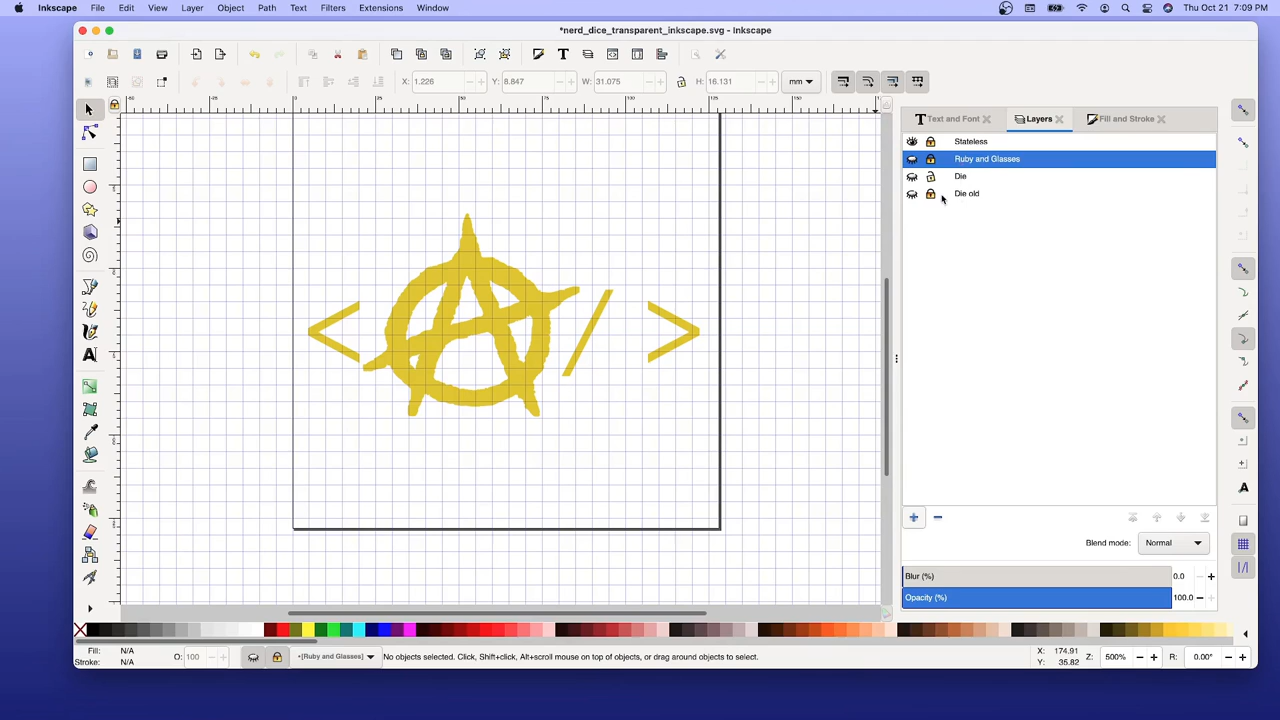 Inkscape File Edit View Layer Object Path Text Filters Extensions Window Thu Oct 21 7:09 PM
*nerd_dice_transparent_inkscape.svg - Inkscape
X: 1.226 Y: 8.847 W: 31.075 H: 16.131 mm
Text and Font Layers Fill and Stroke
Stateless
Ruby and Glasses
Die
Die old
</>
Blend mode: Normal
Blur (%) 0.0
Opacity (%) 100.0
Fill: N/A
Stroke: N/A
O: 100
•[Ruby and Glasses]
No objects selected. Click, Shift+click, Alt+scroll mouse on top of objects, or drag around objects to select.
X: 174.91
Y: 35.82
Z: 500%
R: 0.00°